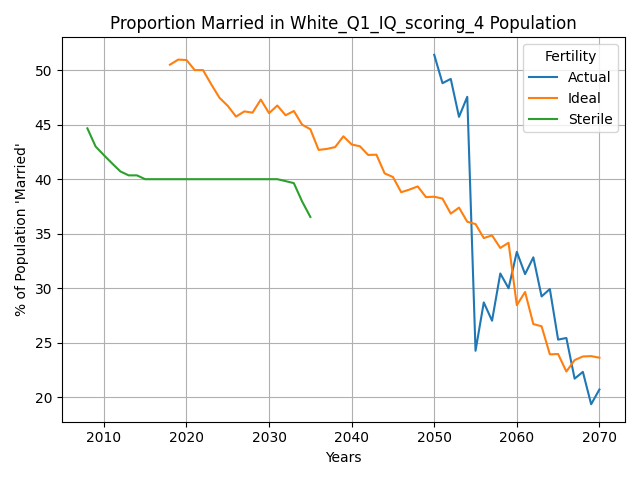 Proportion Married in White_Q1_IQ_scoring_4 Population
Fertility
Actual
Ideal
Sterile
% of Population 'Married'
50
45
40
35
30
25
20
2010
2020
2030
2040
2050
2060
2070
Years